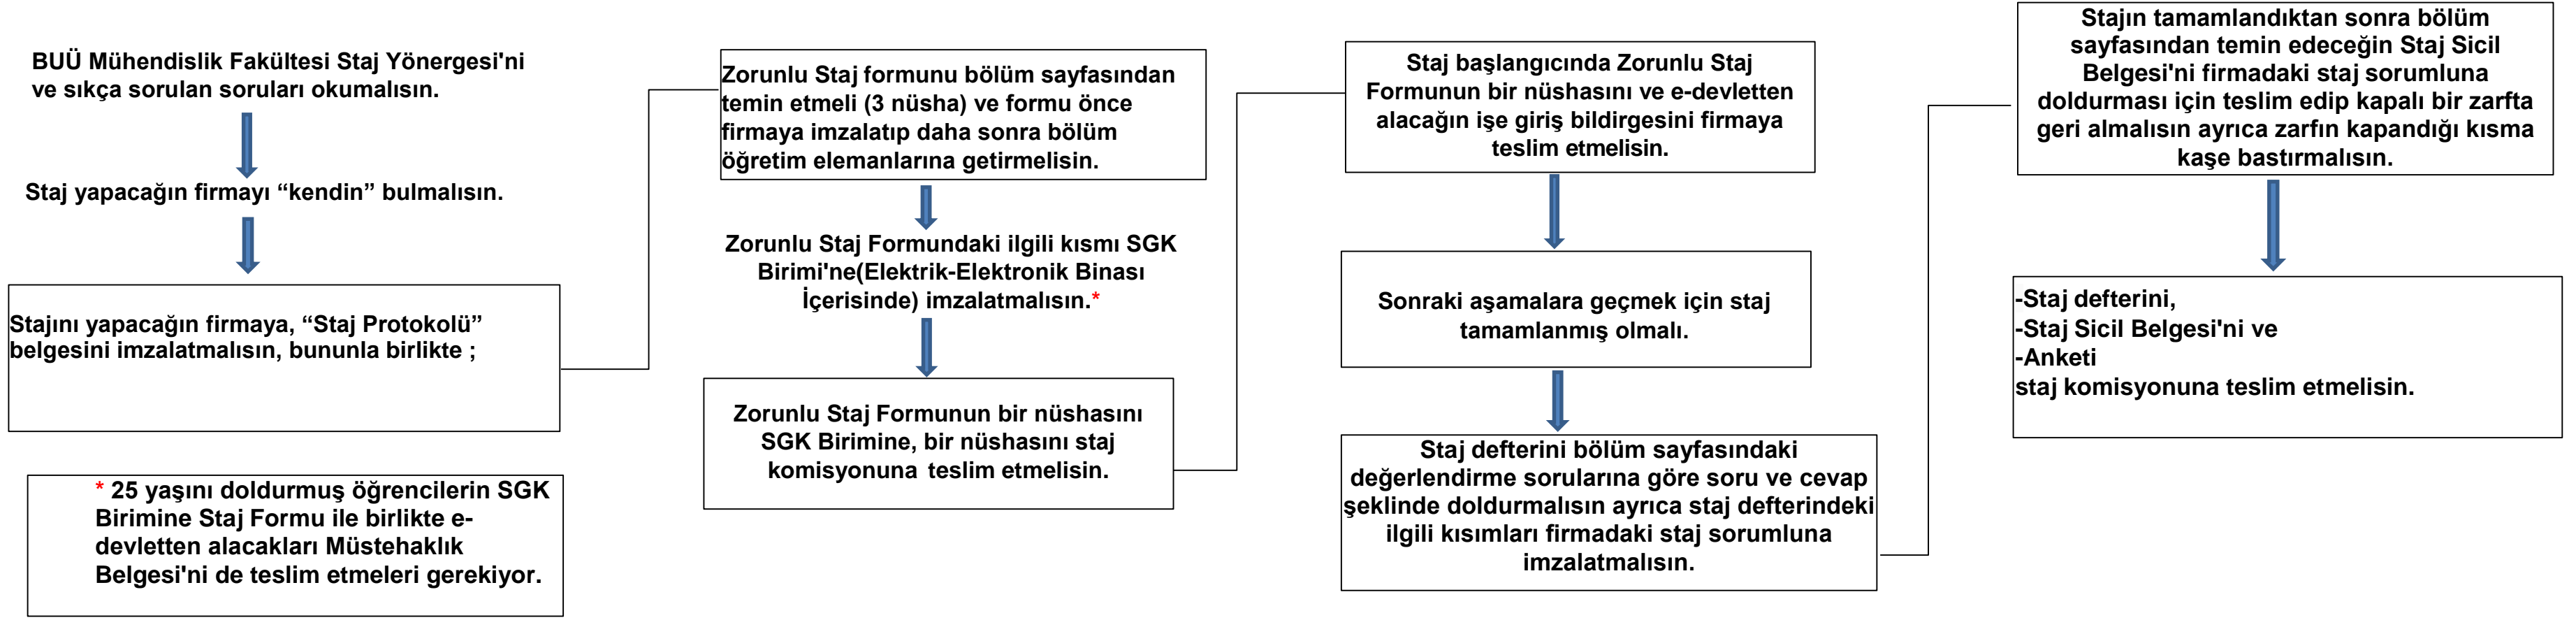 BUÜ Mühendislik Fakültesi Staj Yönergesi'ni
ve sıkça sorulan soruları okumalısın.
Staj yapacağın firmayı “kendin” bulmalısın.
Stajını yapacağın firmaya, “Staj Protokolü”
belgesini imzalatmalısın, bununla birlikte ;
* 25 yaşını doldurmuş öğrencilerin SGK
Birimine Staj Formu ile birlikte e-
devletten alacakları Müstehaklık
Belgesi'ni de teslim etmeleri gerekiyor.
Zorunlu Staj formunu bölüm sayfasından
temin etmeli (3 nüsha) ve formu önce
firmaya imzalatıp daha sonra bölüm
öğretim elemanlarına getirmelisin.
Zorunlu Staj Formundaki ilgili kısmı SGK
Birimi'ne(Elektrik-Elektronik Binası
İçerisinde) imzalatmalısın.*
Zorunlu Staj Formunun bir nüshasını
SGK Birimine, bir nüshasını staj
komisyonuna teslim etmelisin.
Staj başlangıcında Zorunlu Staj
Formunun bir nüshasını ve e-devletten
alacağın işe giriş bildirgesini firmaya
teslim etmelisin.
Sonraki aşamalara geçmek için staj
tamamlanmış olmalı.
Staj defterini bölüm sayfasındaki
değerlendirme sorularına göre soru ve cevap
şeklinde doldurmalısın ayrıca staj defterindeki
ilgili kısımları firmadaki staj sorumluna
imzalatmalısın.
Stajın tamamlandıktan sonra bölüm
sayfasından temin edeceğin Staj Sicil
Belgesi'ni firmadaki staj sorumluna
doldurması için teslim edip kapalı bir zarfta
geri almalısın ayrıca zarfın kapandığı kısma
kaşe bastırmalısın.
-Staj defterini,
-Staj Sicil Belgesi'ni ve
-Anketi
staj komisyonuna teslim etmelisin.